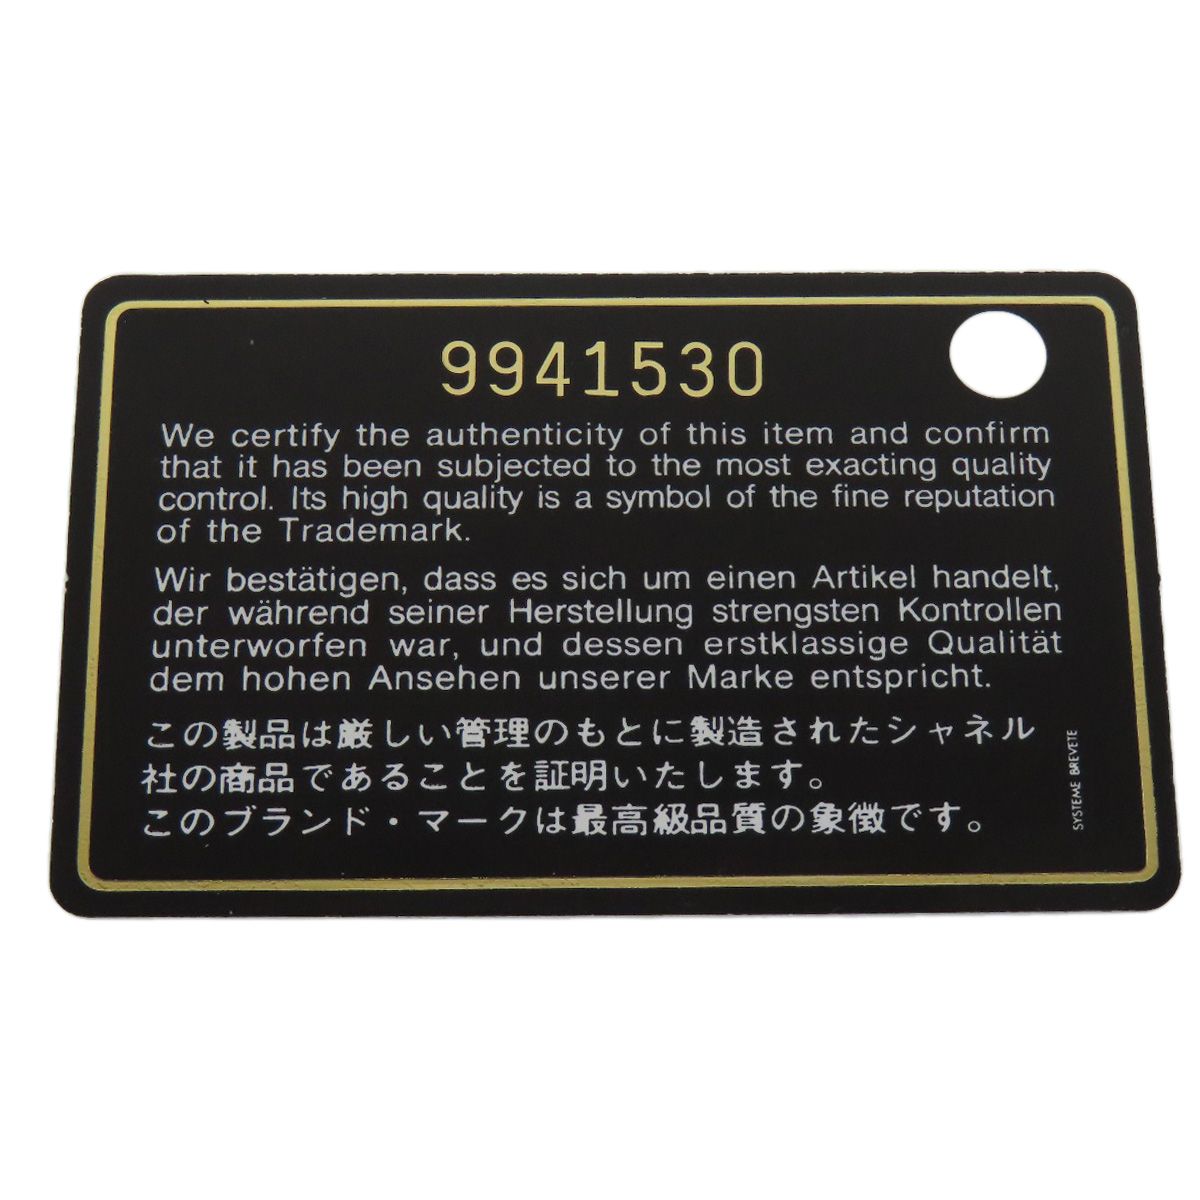 9941530
We certify the authenticity of this item and confirm
that it has been subjected to the most exacting quality
control. Its high quality is a symbol of the fine reputation
of the Trademark.
Wir bestätigen, dass es sich um einen Artikel handelt,
der während seiner Herstellung strengsten Kontrollen
unterworfen war, und dessen erstklassige Qualität
dem hohen Ansehen unserer Marke entspricht.
この製品は厳しい管理のもとに製造されたシャネル
社の商品であることを証明いたします。
このブランド・マークは最高級品質の象徴です。
SYSTEME BREVETE